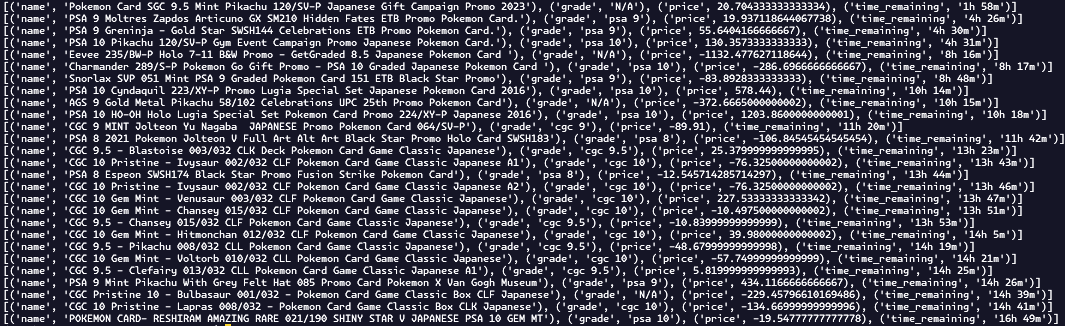 [('name', 'Pokemon Card SGC 9.5 Mint Pikachu 120/SV-P Japanese Gift Campaign Promo 2023'), ('grade', 'N/A'), ('price', 20.704333333333338), ('time_remaining', '1h 58m')]
[('name', 'PSA 9 Moltres Zapdos Articuno GX SM210 Hidden Fates ETB Promo Pokemon Card.'), ('grade', 'psa 9'), ('price', 19.937118644067738), ('time_remaining', '4h 26m')]
[('name', 'PSA 9 Greninja - Gold Star SWSH144 Celebrations ETB Promo Pokemon Card.'), ('grade', 'psa 9'), ('price', 55.6404166666667), ('time_remaining', '4h 30m')]
[('name', 'PSA 10 Pikachu 120/SV-P Gym Event Campaign Promo Japanese Pokemon Card.'), ('grade', 'psa 10'), ('price', 130.3573333333333), ('time_remaining', '4h 31m')]
[('name', 'Eevee 235/BW-P Holo 7-11 B&W Promo - GetGraded 8.5 Japanese Pokemon Card '), ('grade', 'N/A'), ('price', -1132.477627118644), ('time_remaining', '8h 16m')]
[('name', 'Charmander 289/S-P Pokemon Go Gift Promo - PSA 10 Graded Japanese Card '), ('grade', 'psa 10'), ('price', -286.6966666666667), ('time_remaining', '8h 17m')]
[('name', 'Snorlax SVP 051 Mint PSA 9 Graded Pokemon Card 151 ETB Black Star Promo'), ('grade', 'psa 9'), ('price', -83.8928333333333), ('time_remaining', '8h 48m')]
[('name', 'PSA 10 Cyndaquil 223/XY-P Promo Lugia Special Set Japanese Pokemon Card 2016'), ('grade', 'psa 10'), ('price', 578.44), ('time_remaining', '10h 14m')]
[('name', 'AGS 9 Gold Metal Pikachu 58/102 Celebrations UPC 25th Promo Pokemon Card.'), ('grade', 'N/A'), ('price', -372.6665000000002), ('time_remaining', '10h 15m')]
[('name', 'PSA 10 HO-OH Holo Lugia Special Set Pokemon Card Promo 224/XY-P Japanese 2016'), ('grade', 'psa 10'), ('price', 1203.8600000000001), ('time_remaining', '10h 18m')]
[('name', 'CGC 9 MINT Jolteon Yu Nagaba  JAPANESE Promo Pokemon Card 064/SV-P'), ('grade', 'cgc 9'), ('price', -89.91), ('time_remaining', '11h 20m')]
[('name', 'PSA 8 2021 Pokemon Jolteon V Full Art Alt Art Black Star Promo Holo Card SWSH183'), ('grade', 'psa 8'), ('price', -106.84545454545454), ('time_remaining', '11h 42m')]
[('name', 'CGC 9.5 - Blastoise 003/032 CLK Deck Pokemon Card Game Classic Japanese'), ('grade', 'cgc 9.5'), ('price', 25.379999999999995), ('time_remaining', '13h 23m')]
[('name', 'CGC 10 Pristine - Ivysaur 002/032 CLF Pokemon Card Game Classic Japanese A1'), ('grade', 'cgc 10'), ('price', -76.32500000000002), ('time_remaining', '13h 43m')]
[('name', 'PSA 8 Espeon SWSH174 Black Star Promo Fusion Strike Pokemon Card'), ('grade', 'psa 8'), ('price', -12.545714285714297), ('time_remaining', '13h 44m')]
[('name', 'CGC 10 Pristine - Ivysaur 002/032 CLF Pokemon Card Game Classic Japanese A2'), ('grade', 'cgc 10'), ('price', -76.32500000000002), ('time_remaining', '13h 46m')]
[('name', 'CGC 10 Gem Mint - Venusaur 003/032 CLF Pokemon Card Game Classic Japanese'), ('grade', 'cgc 10'), ('price', 227.53333333333342), ('time_remaining', '13h 47m')]
[('name', 'CGC 10 Gem Mint - Chansey 015/032 CLF Pokemon Card Game Classic Japanese'), ('grade', 'cgc 10'), ('price', -10.497500000000002), ('time_remaining', '13h 51m')]
[('name', 'CGC 9.5 - Chansey 015/032 CLF Pokemon Card Game Classic Japanese'), ('grade', 'cgc 9.5'), ('price', -10.839999999999999), ('time_remaining', '13h 53m')]
[('name', 'CGC 10 Gem Mint - Hitmonchan 012/032 CLF Pokemon Card Game Classic Japanese'), ('grade', 'cgc 10'), ('price', 39.98000000000002), ('time_remaining', '14h 5m')]
[('name', 'CGC 9.5 - Pikachu 008/032 CLL Pokemon Card Game Classic Japanese'), ('grade', 'cgc 9.5'), ('price', -48.67999999999998), ('time_remaining', '14h 19m')]
[('name', 'CGC 10 Gem Mint - Voltorb 010/032 CLL Pokemon Card Game Classic Japanese'), ('grade', 'cgc 10'), ('price', -57.74999999999999), ('time_remaining', '14h 21m')]
[('name', 'CGC 9.5 - Clefairy 013/032 CLL Pokemon Card Game Classic Japanese A1'), ('grade', 'cgc 9.5'), ('price', 5.819999999999993), ('time_remaining', '14h 25m')]
[('name', 'PSA 9 Mint Pikachu With Grey Felt Hat 085 Promo Card Pokemon X Van Gogh Museum'), ('grade', 'psa 9'), ('price', 434.1166666666667), ('time_remaining', '14h 26m')]
[('name', 'CGC Pristine 10 - Bulbasaur 001/032 - Pokemon Card Game Classic Box CLF Japanese'), ('grade', 'N/A'), ('price', -229.45796610169486), ('time_remaining', '14h 39m')]
[('name', 'CGC 10 Pristine - Lapras 008/032 - Pokemon Card Game Classic Box CLK Japanese'), ('grade', 'cgc 10'), ('price', -134.66999999999996), ('time_remaining', '14h 41m')]
[('name', 'POKEMON CARD- RESHIRAM AMAZING RARE 021/190 SHINY STAR V JAPANESE PSA 10 GEM MT'), ('grade', 'psa 10'), ('price', -19.54777777777778), ('time_remaining', '16h 49m')]